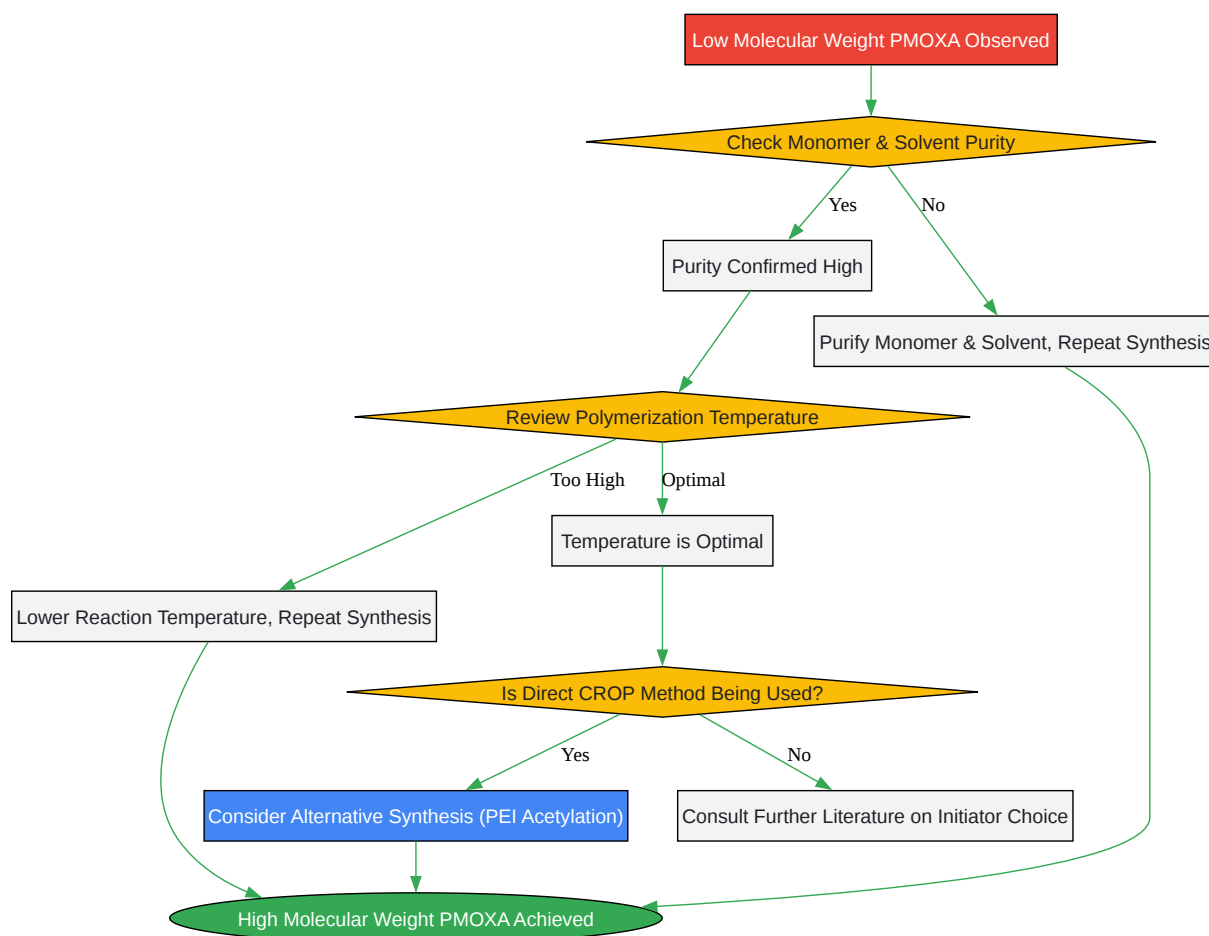 Low Molecular Weight PMOXA Observed
Check Monomer & Solvent Purity
Yes
No
Purity Confirmed High
Purify Monomer & Solvent, Repeat Synthesis
Review Polymerization Temperature
Too High
Optimal
Temperature is Optimal
Lower Reaction Temperature, Repeat Synthesis
Is Direct CROP Method Being Used?
Yes
No
Consider Alternative Synthesis (PEI Acetylation)
Consult Further Literature on Initiator Choice
High Molecular Weight PMOXA Achieved